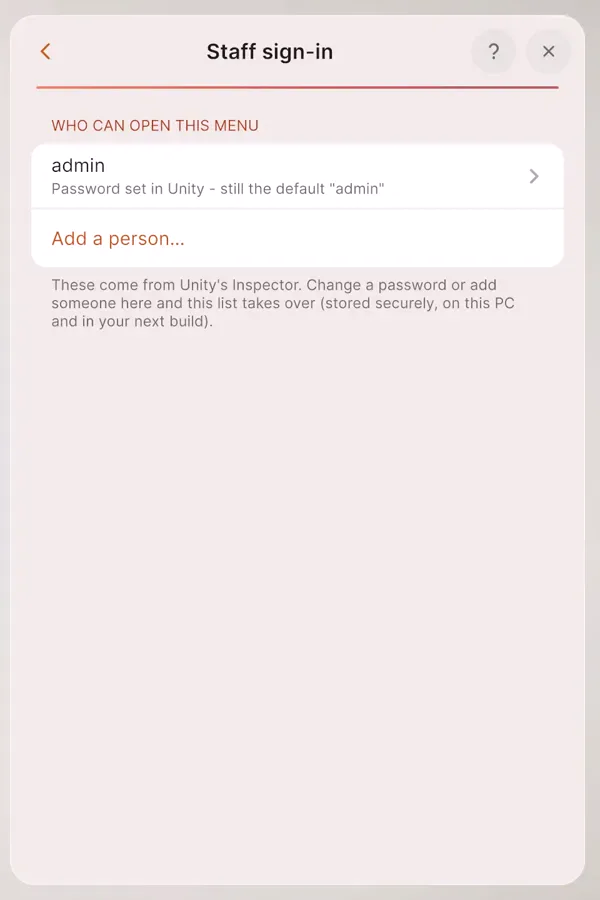 Staff sign-in
?
×
WHO CAN OPEN THIS MENU
admin
Password set in Unity - still the default "admin"
Add a person...
These come from Unity's Inspector. Change a password or add
someone here and this list takes over (stored securely, on this PC
and in your next build).